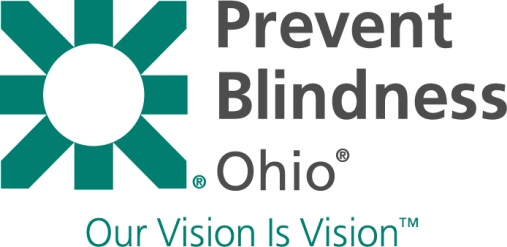 Prevent
Blindness
® Ohio®
Our Vision Is Vision™